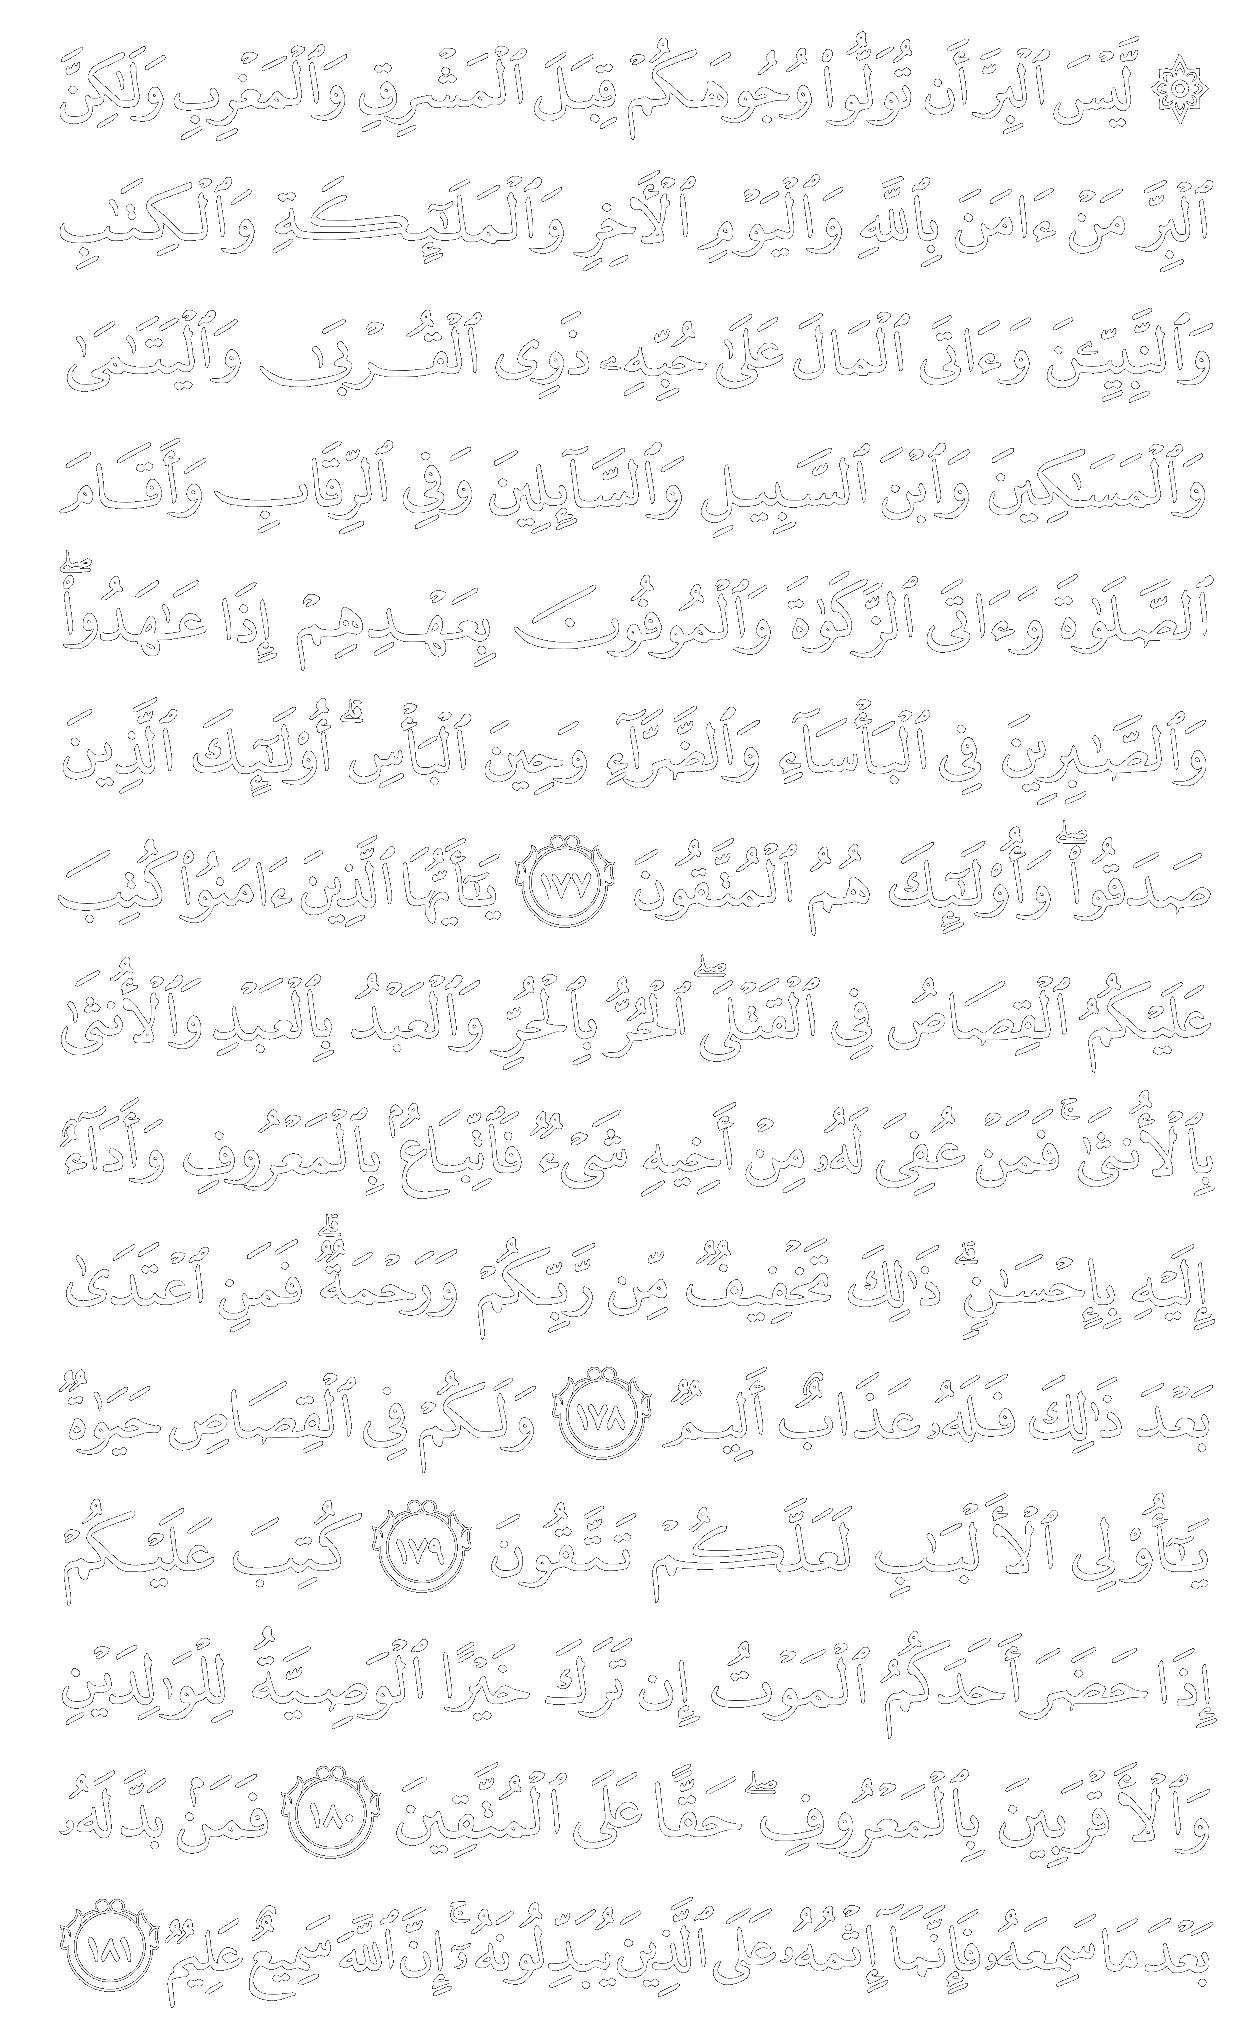 ۞ لَّيْسَ ٱلْبِرَّ أَن تُوَلُّوا۟ وُجُوهَكُمْ قِبَلَ ٱلْمَشْرِقِ وَٱلْمَغْرِبِ وَلَـٰكِنَّ
ٱلْبِرَّ مَنْ ءَامَنَ بِٱللَّهِ وَٱلْيَوْمِ ٱلْـَٔاخِرِ وَٱلْمَلَـٰٓئِكَةِ وَٱلْكِتَـٰبِ
وَٱلنَّبِيِّـۧنَ وَءَاتَى ٱلْمَالَ عَلَىٰ حُبِّهِۦ ذَوِى ٱلْقُرْبَىٰ وَٱلْيَتَـٰمَىٰ
وَٱلْمَسَـٰكِينَ وَٱبْنَ ٱلسَّبِيلِ وَٱلسَّآئِلِينَ وَفِى ٱلرِّقَابِ وَأَقَامَ
ٱلصَّلَوٰةَ وَءَاتَى ٱلزَّكَوٰةَ وَٱلْمُوفُونَ بِعَهْدِهِمْ إِذَا عَـٰهَدُوا۟ ۖ
وَٱلصَّـٰبِرِينَ فِى ٱلْبَأْسَآءِ وَٱلضَّرَّآءِ وَحِينَ ٱلْبَأْسِ ۗ أُو۟لَـٰٓئِكَ ٱلَّذِينَ
صَدَقُوا۟ ۖ وَأُو۟لَـٰٓئِكَ هُمُ ٱلْمُتَّقُونَ ١٧٧ يَـٰٓأَيُّهَا ٱلَّذِينَ ءَامَنُوا۟ كُتِبَ
عَلَيْكُمُ ٱلْقِصَاصُ فِى ٱلْقَتْلَى ۖ ٱلْحُرُّ بِٱلْحُرِّ وَٱلْعَبْدُ بِٱلْعَبْدِ وَٱلْأُنثَىٰ
بِٱلْأُنثَىٰ ۚ فَمَنْ عُفِىَ لَهُۥ مِنْ أَخِيهِ شَىْءٌ فَٱتِّبَاعٌۢ بِٱلْمَعْرُوفِ وَأَدَآءٌ
إِلَيْهِ بِإِحْسَـٰنٍ ۗ ذَٰلِكَ تَخْفِيفٌ مِّن رَّبِّكُمْ وَرَحْمَةٌ ۗ فَمَنِ ٱعْتَدَىٰ
بَعْدَ ذَٰلِكَ فَلَهُۥ عَذَابٌ أَلِيمٌ ١٧٨ وَلَكُمْ فِى ٱلْقِصَاصِ حَيَوٰةٌ
يَـٰٓأُو۟لِى ٱلْأَلْبَـٰبِ لَعَلَّكُمْ تَتَّقُونَ ١٧٩ كُتِبَ عَلَيْكُمْ
إِذَا حَضَرَ أَحَدَكُمُ ٱلْمَوْتُ إِن تَرَكَ خَيْرًا ٱلْوَصِيَّةُ لِلْوَٰلِدَيْنِ
وَٱلْأَقْرَبِينَ بِٱلْمَعْرُوفِ ۖ حَقًّا عَلَى ٱلْمُتَّقِينَ ١٨٠ فَمَنۢ بَدَّلَهُۥ
بَعْدَ مَا سَمِعَهُۥ فَإِنَّمَآ إِثْمُهُۥ عَلَى ٱلَّذِينَ يُبَدِّلُونَهُۥٓ ۚ إِنَّ ٱللَّهَ سَمِيعٌ عَلِيمٌ ١٨١